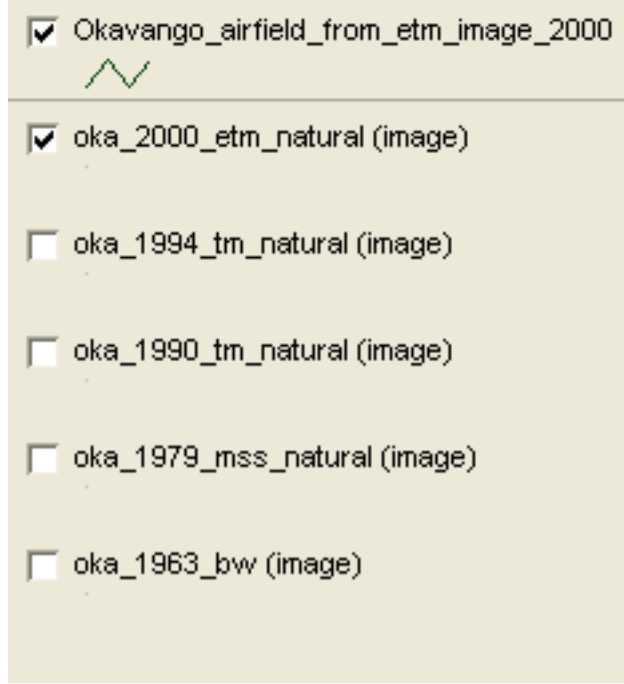 Okavango_airfield_from_etm_image_2000
oka_2000_etm_natural (image)
oka_1994_tm_natural (image)
oka_1990_tm_natural (image)
oka_1979_mss_natural (image)
oka_1963_bw (image)